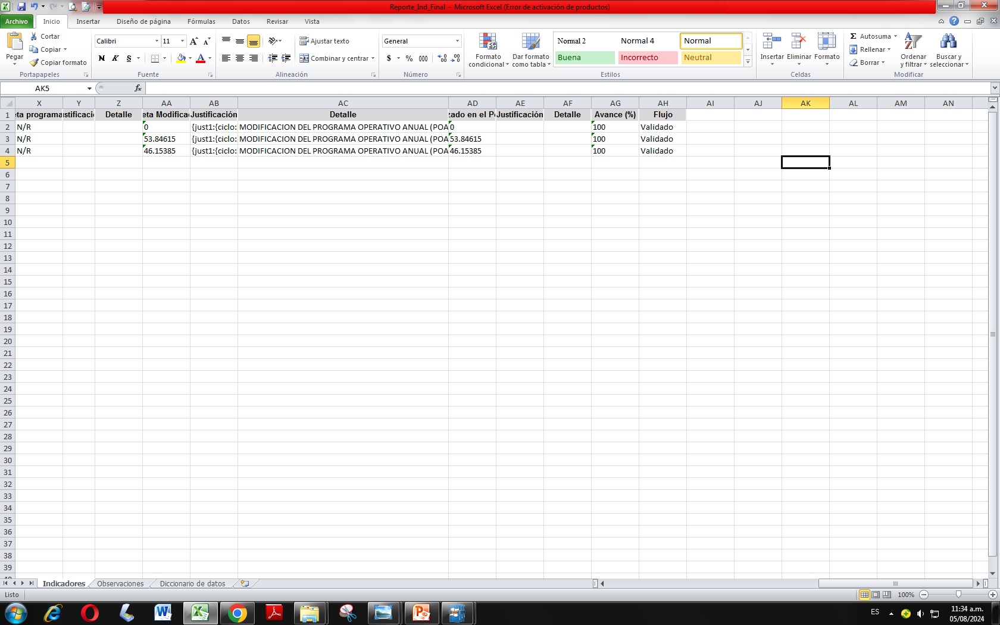 Reporte_Ind_Final - Microsoft Excel (Error de activación de productos)
Archivo Inicio Insertar Diseño de página Fórmulas Datos Revisar Vista
Pegar
Cortar
Copiar
Copiar formato
Portapapeles
Calibri 11
N K S
A
Fuente
Ajustar texto
Combinar y centrar
Alineación
General
$ % 000
Número
Formato condicional
Dar formato como tabla
Normal 2 Normal 4 Normal
Buena Incorrecto Neutral
Estilos
Insertar Eliminar Formato
Celdas
Σ Autosuma
Rellenar
Borrar
Ordenar y filtrar
Buscar y seleccionar
Modificar
AK5 fx
X Y Z AA AB AC AD AE AF AG AH AI AJ AK AL AM AN
1 eta programa stificació Detalle eta Modifica Justificación Detalle zado en el Pe Justificación Detalle Avance (%) Flujo
2 N/R 0 {just1:{ciclo: MODIFICACION DEL PROGRAMA OPERATIVO ANUAL (POA 0 100 Validado
3 N/R 53.84615 {just1:{ciclo: MODIFICACION DEL PROGRAMA OPERATIVO ANUAL (POA 53.84615 100 Validado
4 N/R 46.15385 {just1:{ciclo: MODIFICACION DEL PROGRAMA OPERATIVO ANUAL (POA 46.15385 100 Validado
5
6
7
8
9
10
11
12
13
14
15
16
17
18
19
20
21
22
23
24
25
26
27
28
29
30
31
32
33
34
35
36
37
38
39
Indicadores Observaciones Diccionario de datos
Listo 100%
ES 11:34 a.m.
05/08/2024